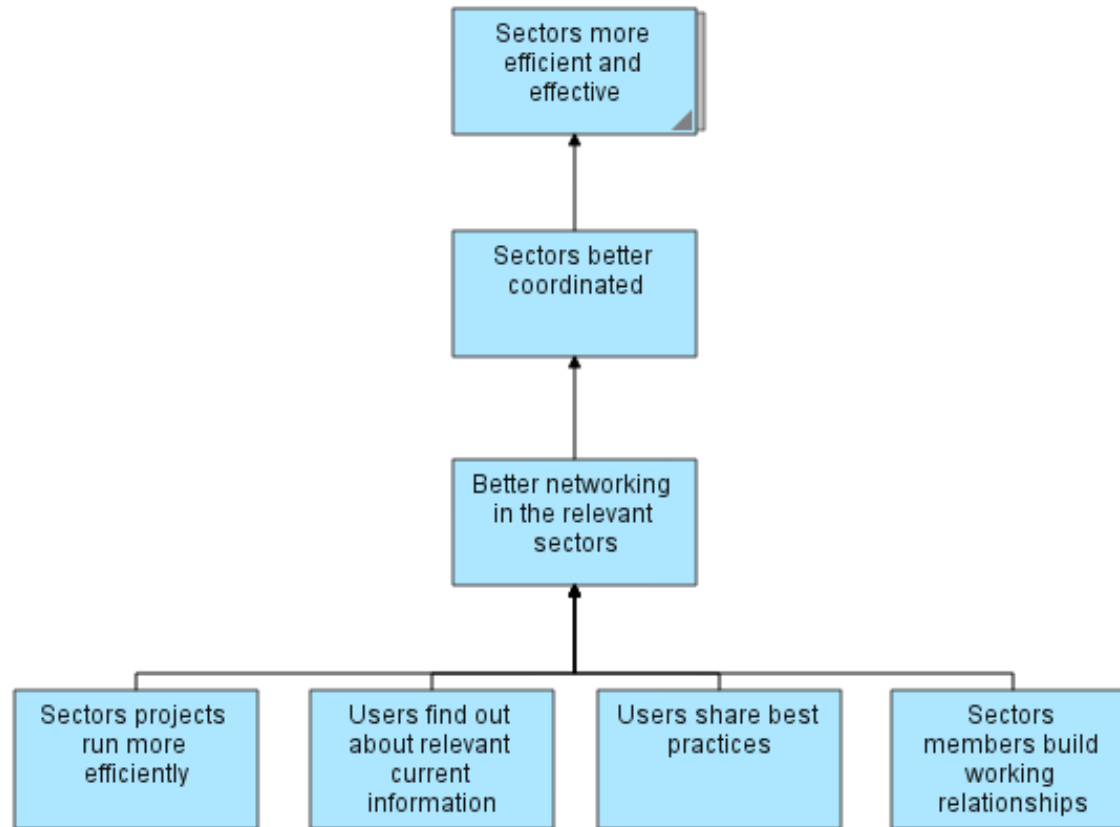 Sectors more
efficient and
effective
Sectors better
coordinated
Better networking
in the relevant
sectors
Sectors projects
run more
efficiently
Users find out
about relevant
current
information
Users share best
practices
Sectors
members build
working
relationships